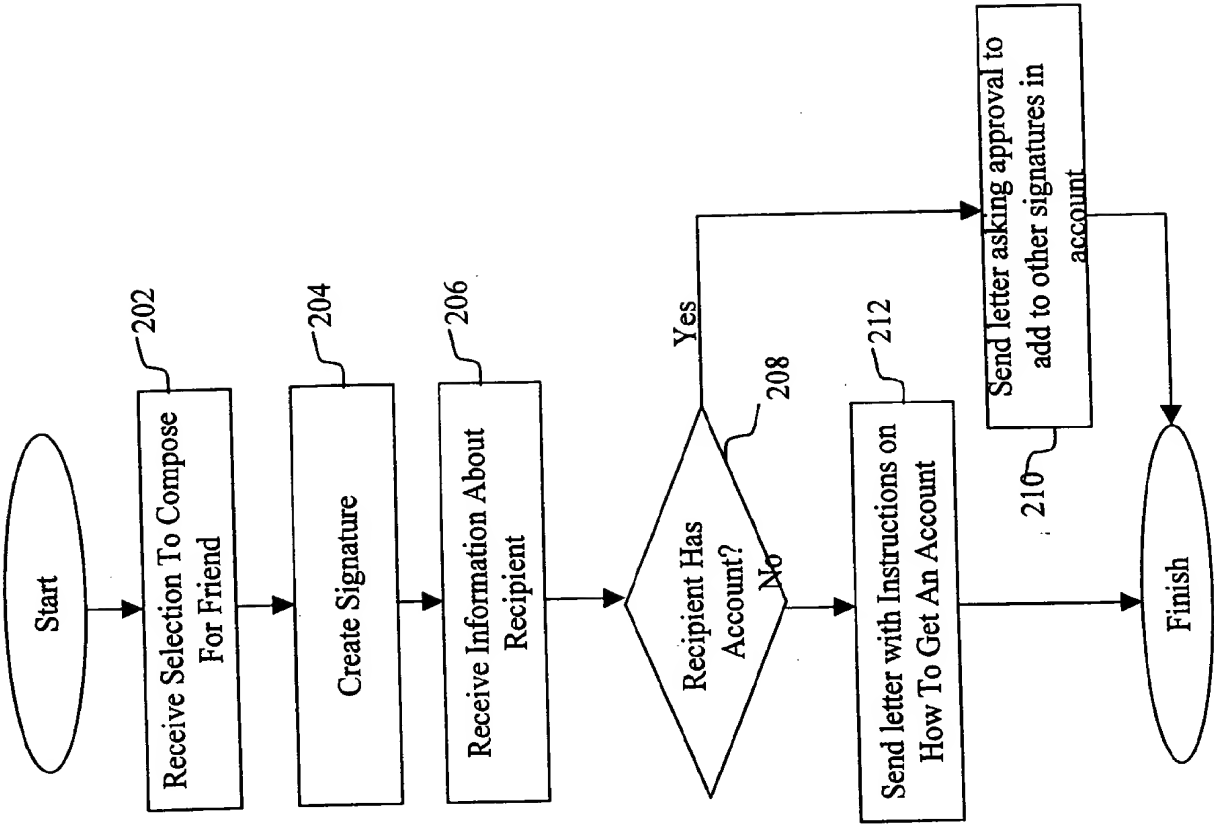 Start
Receive Selection To Compose
For Friend
202
Create Signature
204
Receive Information About
Recipient
206
Recipient Has
Account?
208
Yes
No
Send letter with Instructions on
How To Get An Account
212
Send letter asking approval to
add to other signatures in
account
210
Finish